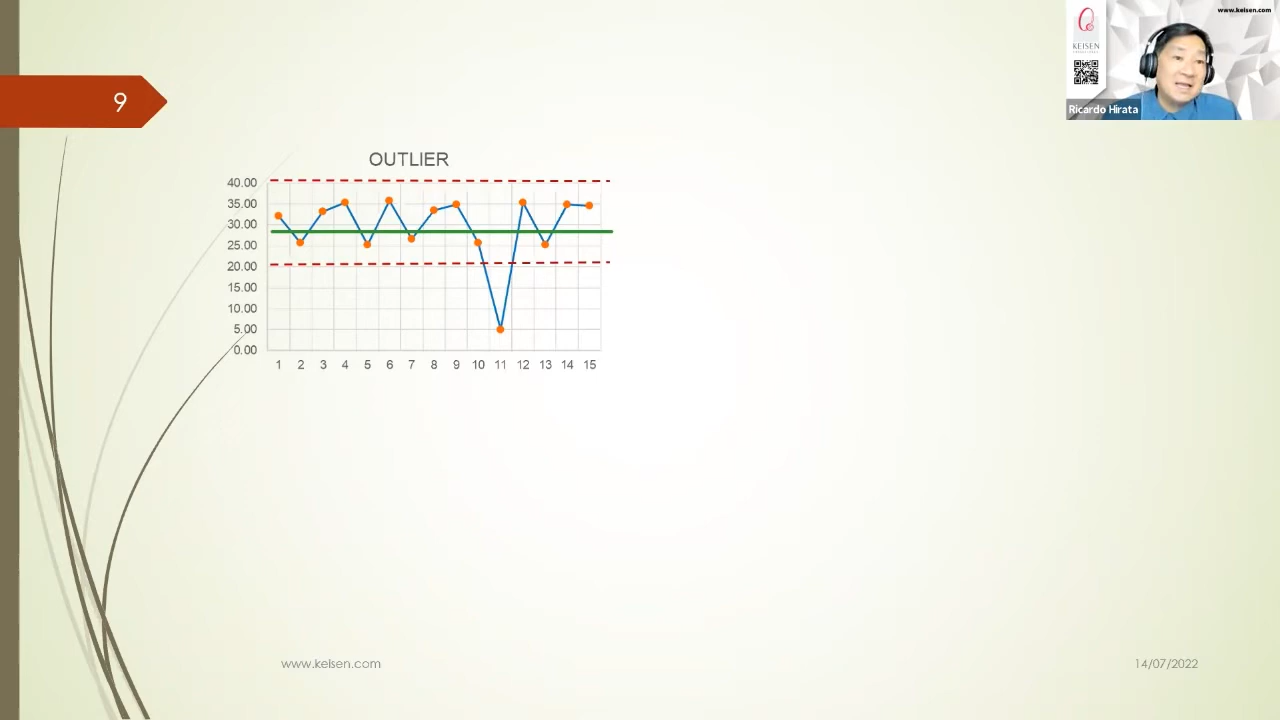 www.keisen.com
KEISEN
Ricardo Hirata
9
OUTLIER
40.00
35.00
30.00
25.00
20.00
15.00
10.00
5.00
0.00
1 2 3 4 5 6 7 8 9 10 11 12 13 14 15
www.keisen.com
14/07/2022